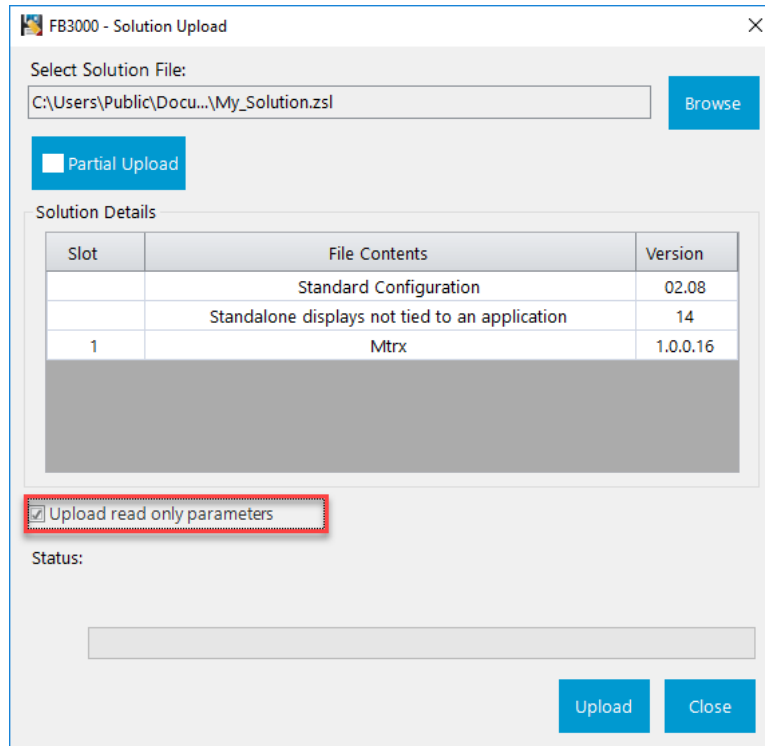 FB3000 - Solution Upload
Select Solution File:
C:\Users\Public\Docu...\My_Solution.zsl
Browse
Partial Upload
Solution Details
Slot File Contents Version
Standard Configuration 02.08
Standalone displays not tied to an application 14
1 Mtrx 1.0.0.16
Upload read only parameters
Status:
Upload Close